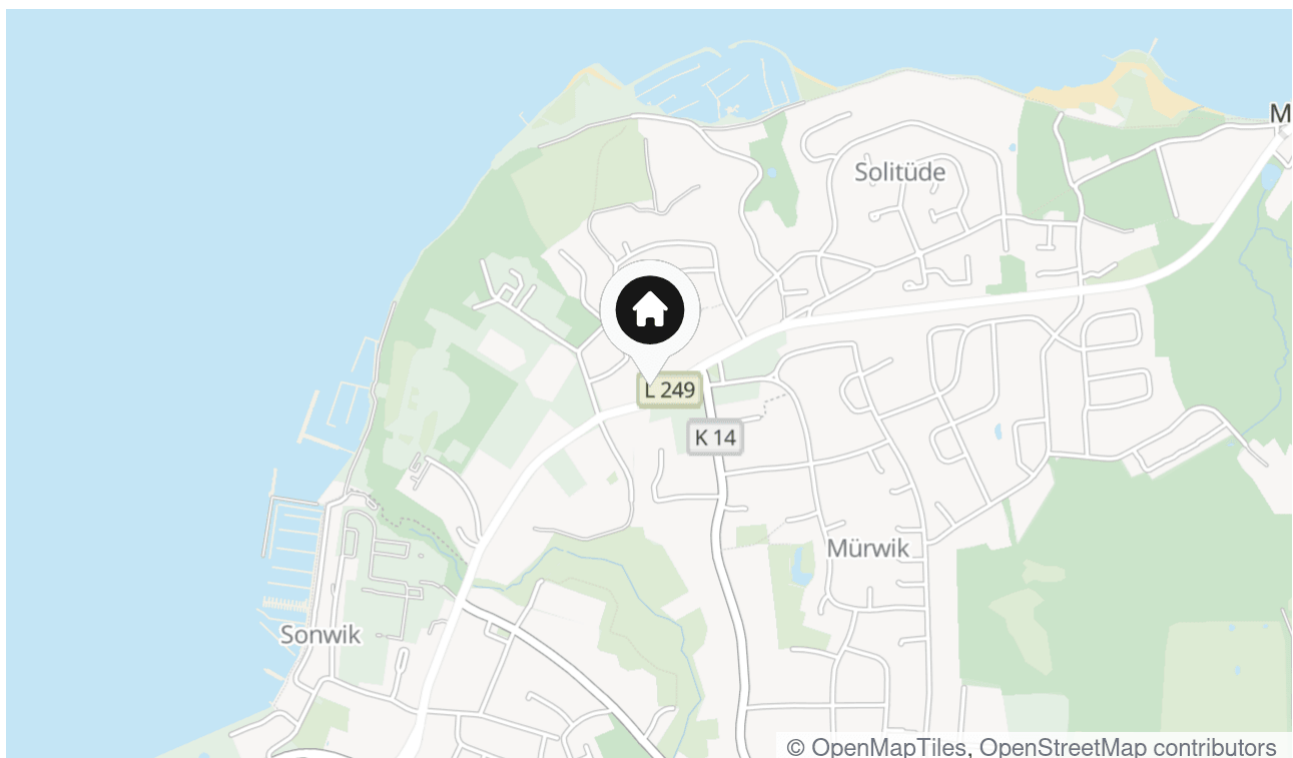 M
Solitüde
L 249
K 14
Mürwik
Sonwik
© OpenMapTiles, OpenStreetMap contributors